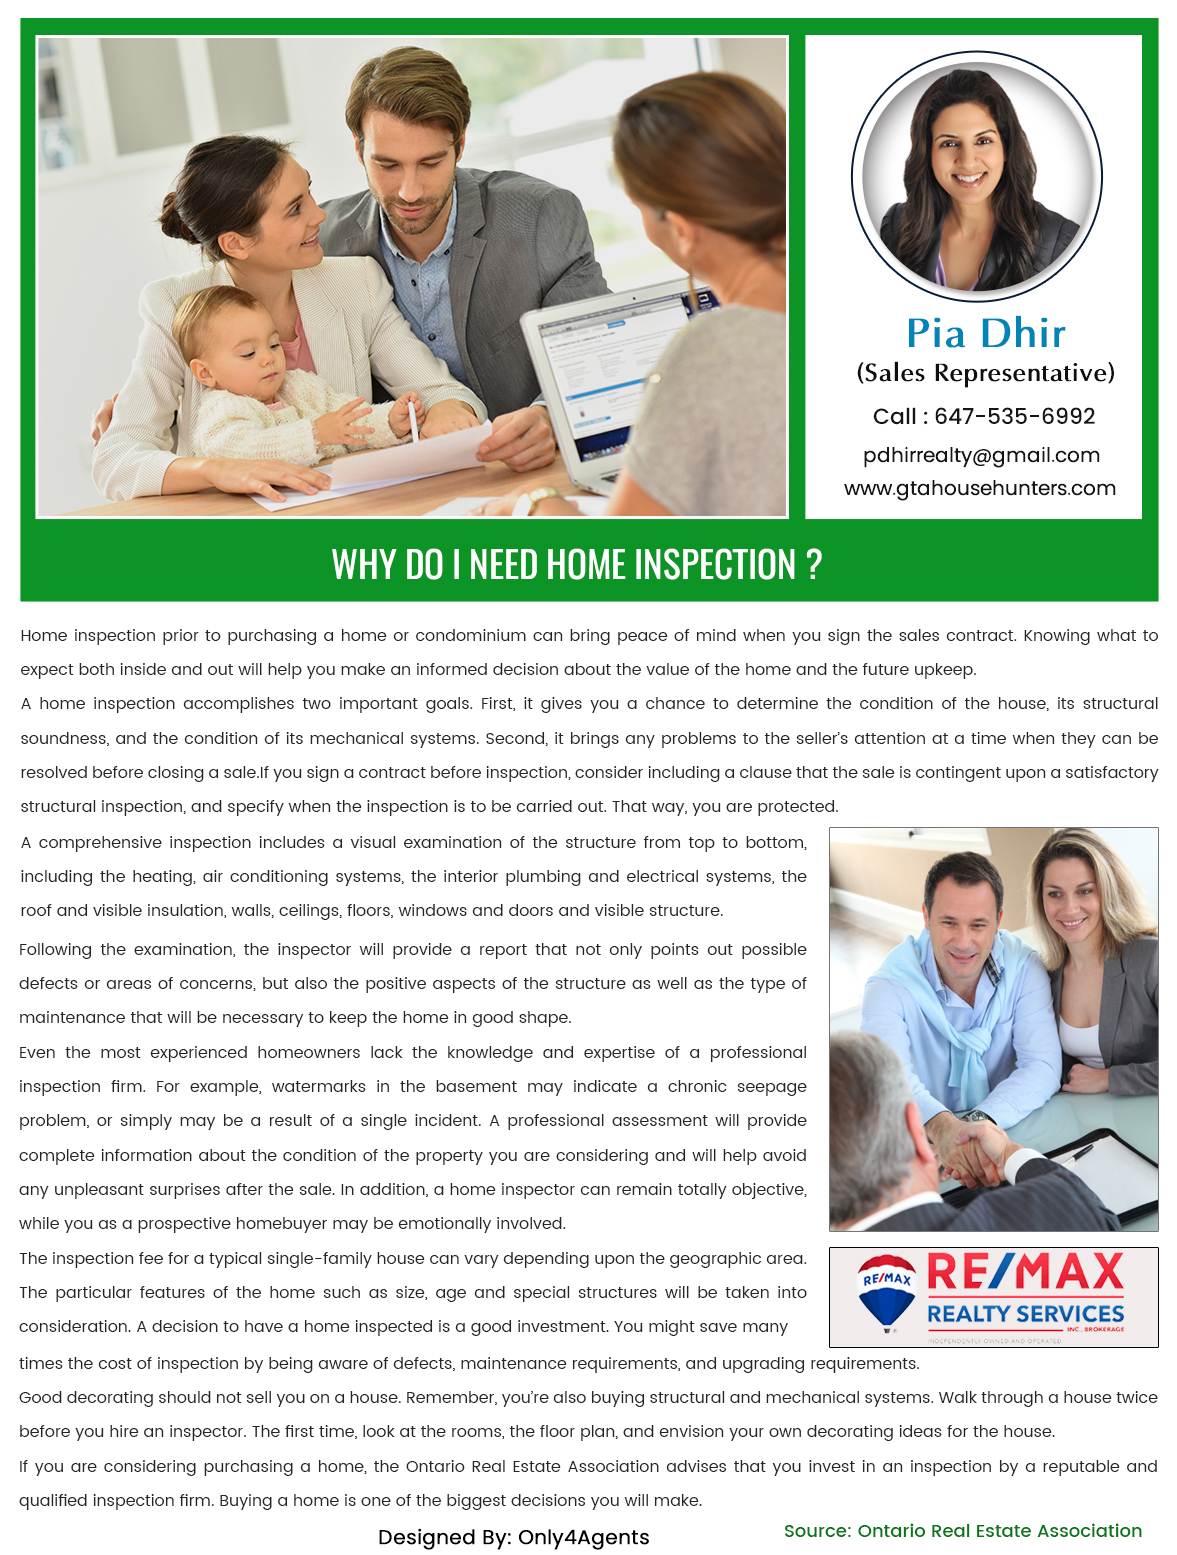 Pia Dhir
(Sales Representative)
Call : 647-535-6992
pdhirrealty@gmail.com
www.gtahousehunters.com
WHY DO I NEED HOME INSPECTION ?
Home inspection prior to purchasing a home or condominium can bring peace of mind when you sign the sales contract. Knowing what to
expect both inside and out will help you make an informed decision about the value of the home and the future upkeep.
A home inspection accomplishes two important goals. First, it gives you a chance to determine the condition of the house, its structural
soundness, and the condition of its mechanical systems. Second, it brings any problems to the seller's attention at a time when they can be
resolved before closing a sale.If you sign a contract before inspection, consider including a clause that the sale is contingent upon a satisfactory
structural inspection, and specify when the inspection is to be carried out. That way, you are protected.
A comprehensive inspection includes a visual examination of the structure from top to bottom,
including the heating, air conditioning systems, the interior plumbing and electrical systems, the
roof and visible insulation, walls, ceilings, floors, windows and doors and visible structure.
Following the examination, the inspector will provide a report that not only points out possible
defects or areas of concerns, but also the positive aspects of the structure as well as the type of
maintenance that will be necessary to keep the home in good shape.
Even the most experienced homeowners lack the knowledge and expertise of a professional
inspection firm. For example, watermarks in the basement may indicate a chronic seepage
problem, or simply may be a result of a single incident. A professional assessment will provide
complete information about the condition of the property you are considering and will help avoid
any unpleasant surprises after the sale. In addition, a home inspector can remain totally objective,
while you as a prospective homebuyer may be emotionally involved.
The inspection fee for a typical single-family house can vary depending upon the geographic area.
The particular features of the home such as size, age and special structures will be taken into
consideration. A decision to have a home inspected is a good investment. You might save many
times the cost of inspection by being aware of defects, maintenance requirements, and upgrading requirements.
Good decorating should not sell you on a house. Remember, you're also buying structural and mechanical systems. Walk through a house twice
before you hire an inspector. The first time, look at the rooms, the floor plan, and envision your own decorating ideas for the house.
If you are considering purchasing a home, the Ontario Real Estate Association advises that you invest in an inspection by a reputable and
qualified inspection firm. Buying a home is one of the biggest decisions you will make.
RE/MAX
RE/MAX
REALTY SERVICES
INC., BROKERAGE
INDEPENDENTLY OWNED AND OPERATED
Designed By: Only4Agents
Source: Ontario Real Estate Association